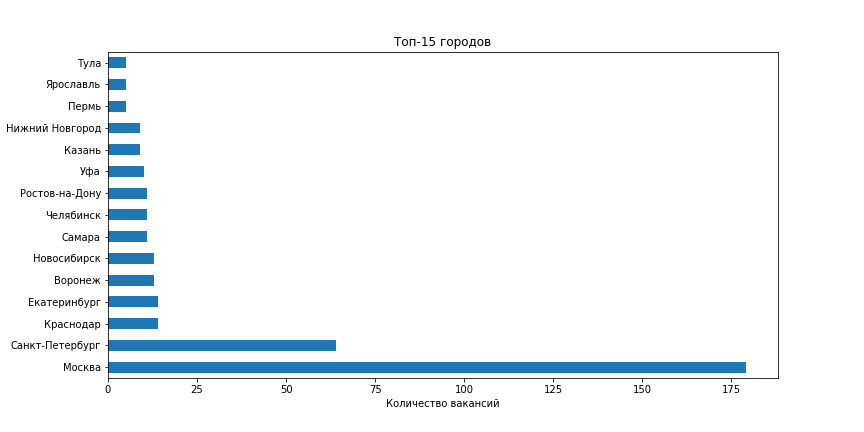 Топ-15 городов
Тула
Ярославль
Пермь
Нижний Новгород
Казань
Уфа
Ростов-на-Дону
Челябинск
Самара
Новосибирск
Воронеж
Екатеринбург
Краснодар
Санкт-Петербург
Москва
0 25 50 75 100 125 150 175
Количество вакансий